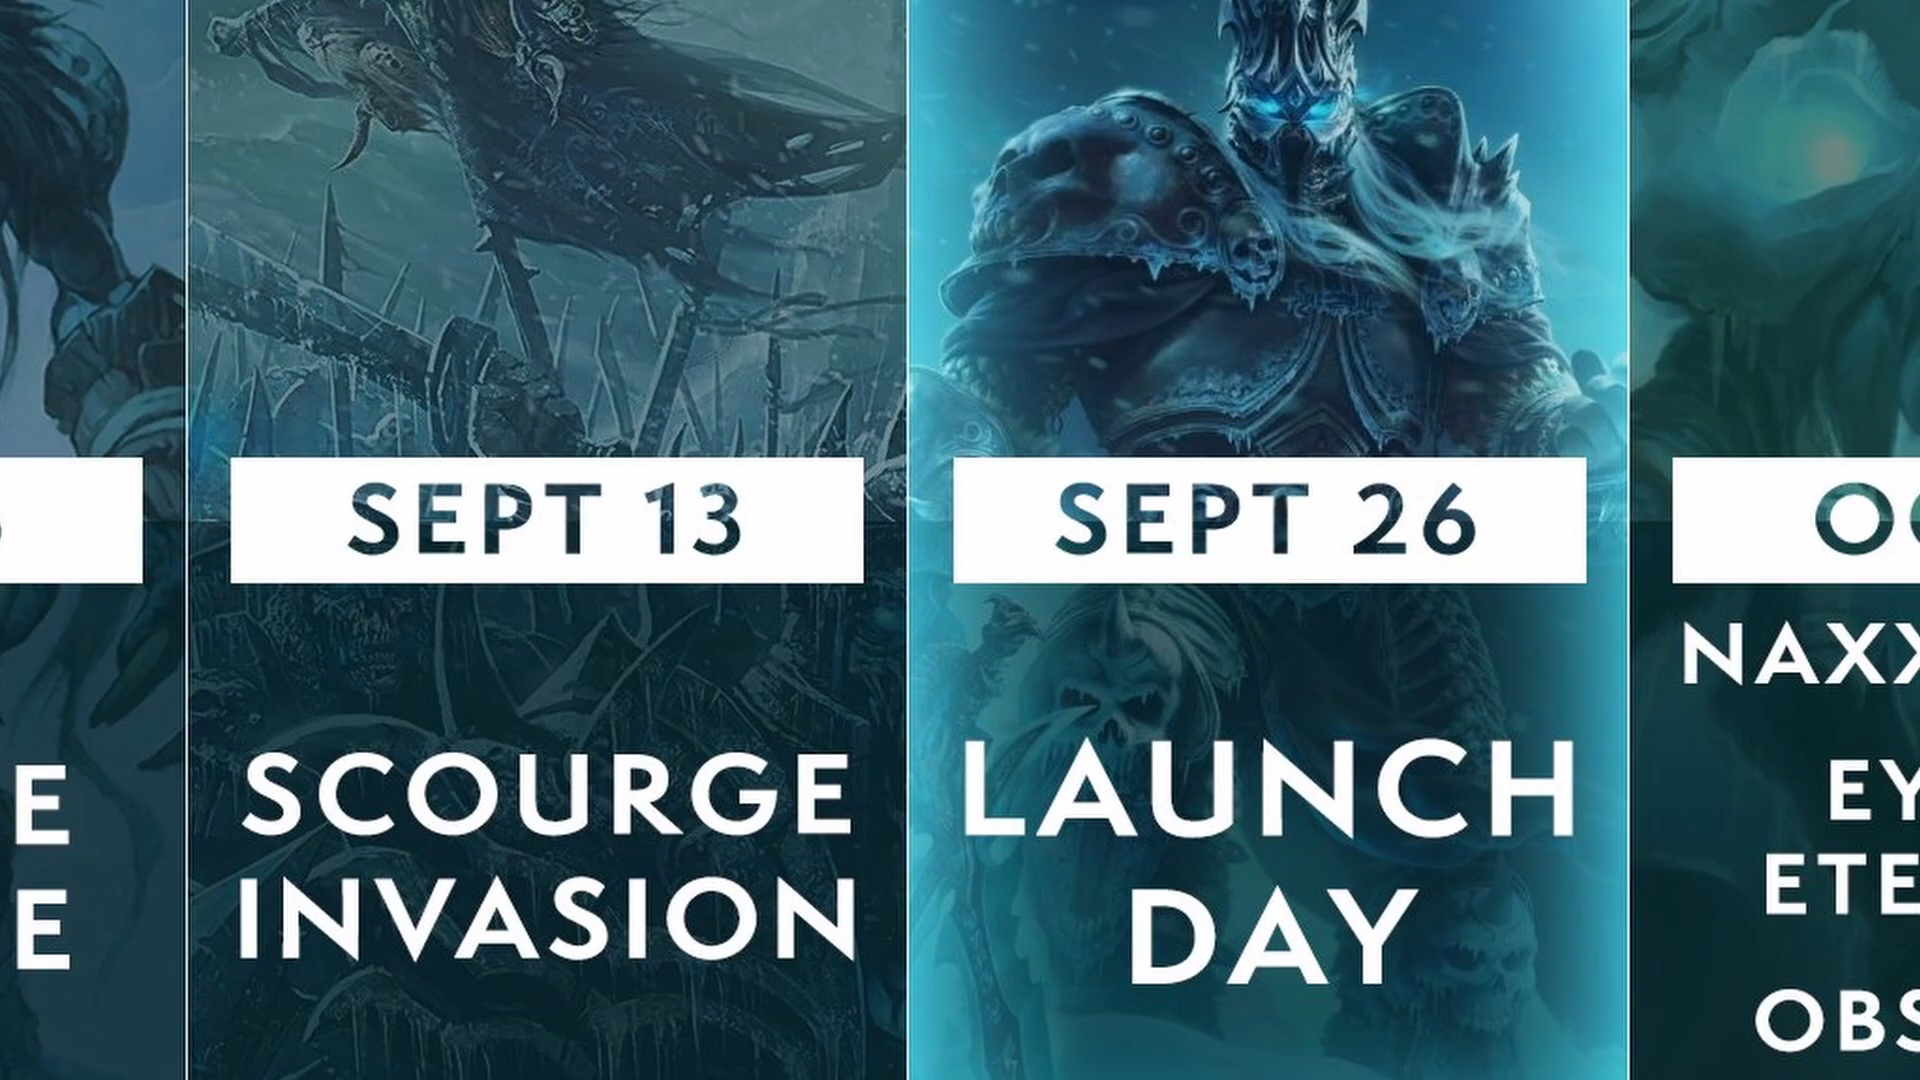 E
E
SEPT 13
SCOURGE
INVASION
SEPT 26
LAUNCH
DAY